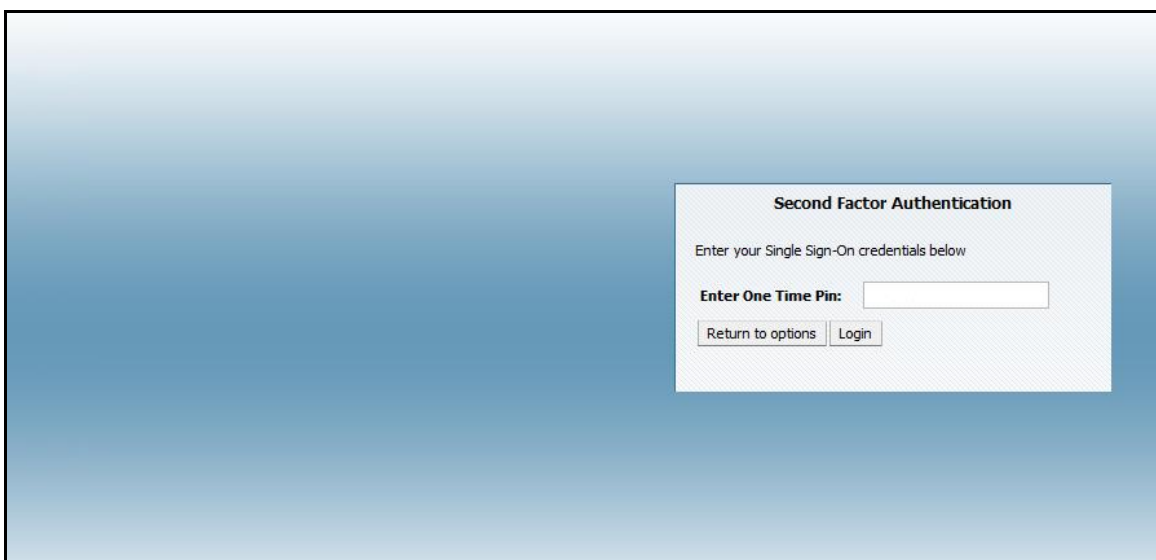 Second Factor Authentication
Enter your Single Sign-On credentials below
Enter One Time Pin:
Return to options Login